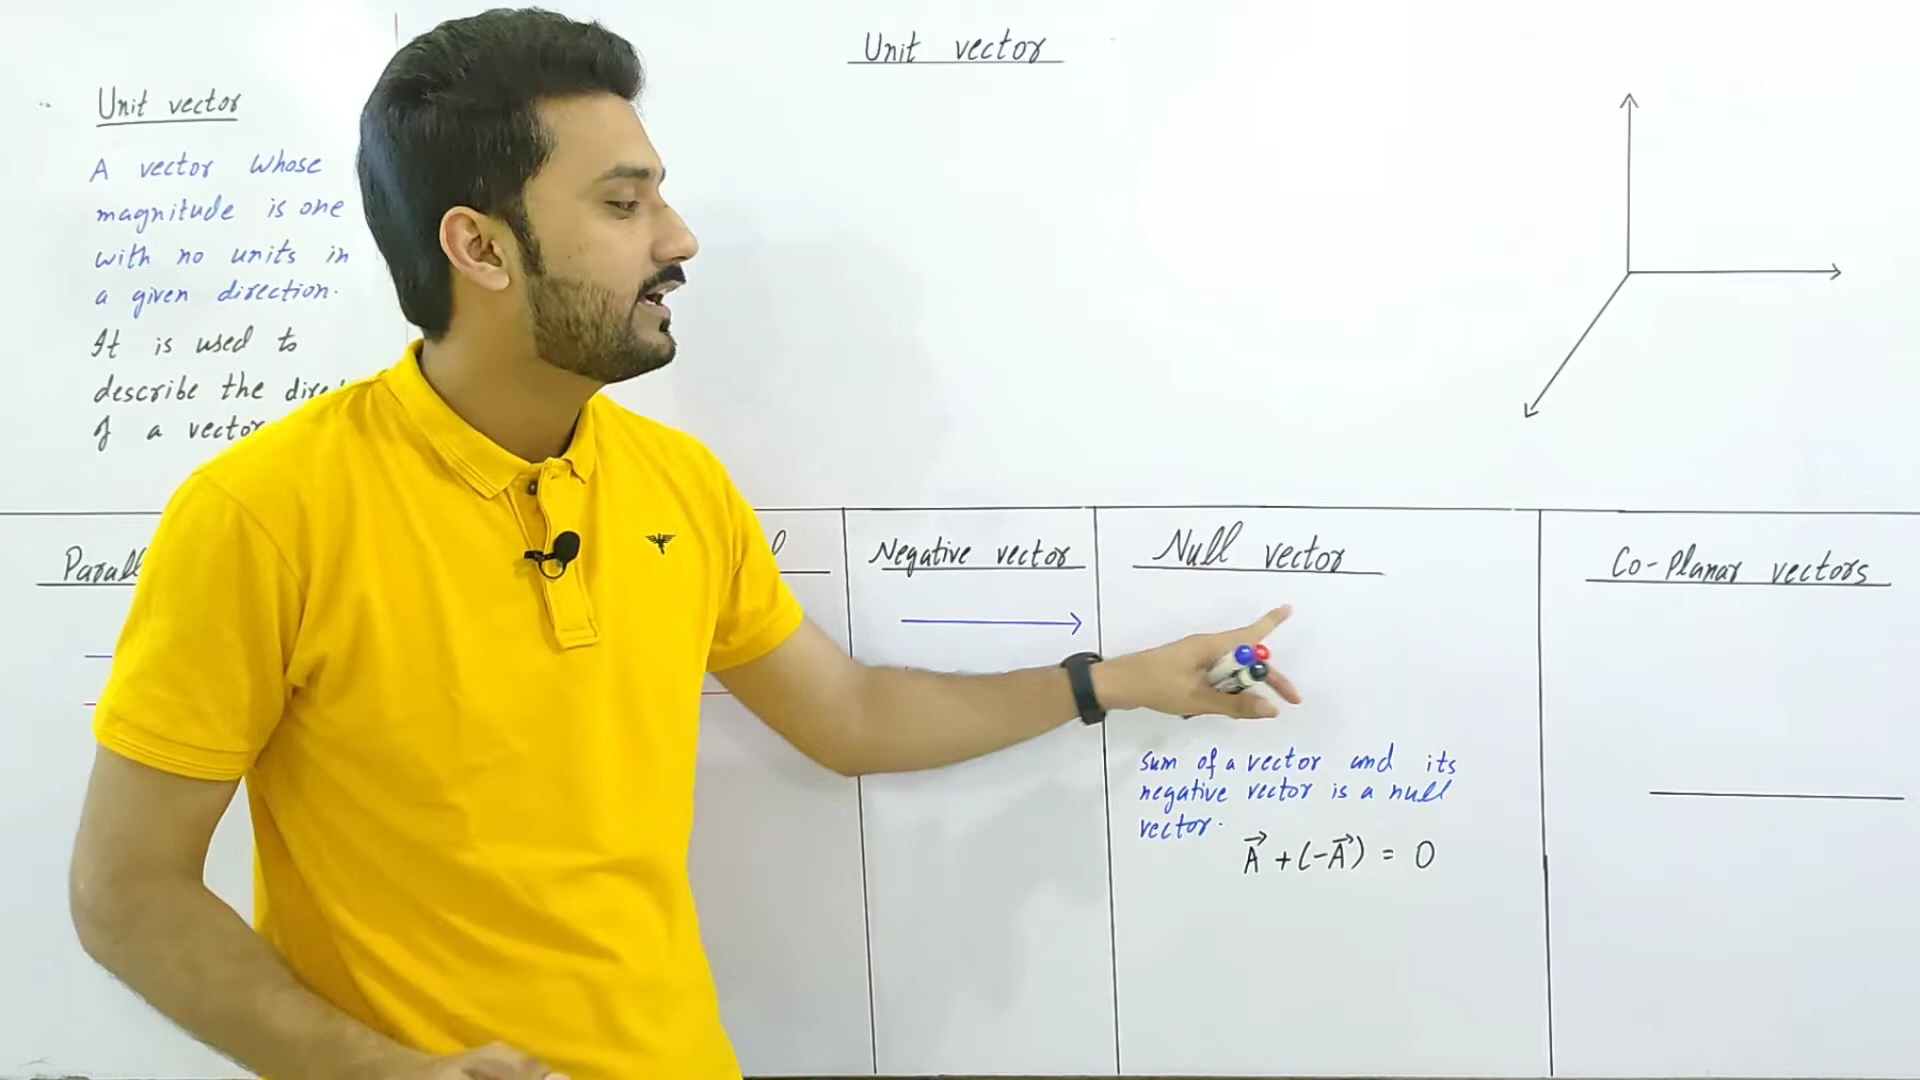 Unit vector
Unit vector
A vector whose
magnitude is one
with no units in
a given direction.
It is used to
describe the
of a vector
Negative vector
Null vector
Co-Planar vectors
sum of a vector and its
negative vector is a null
vector.
A⃗ + (-A⃗) = 0